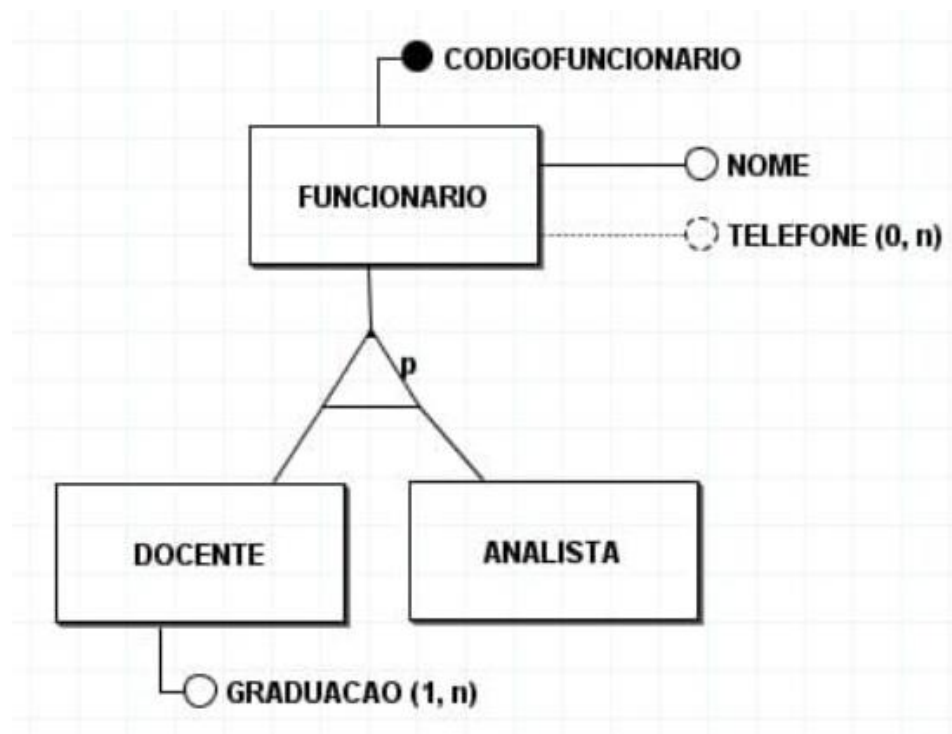 CODIGOFUNCIONARIO
FUNCIONARIO
NOME
TELEFONE (0, n)
p
DOCENTE
ANALISTA
GRADUACAO (1, n)